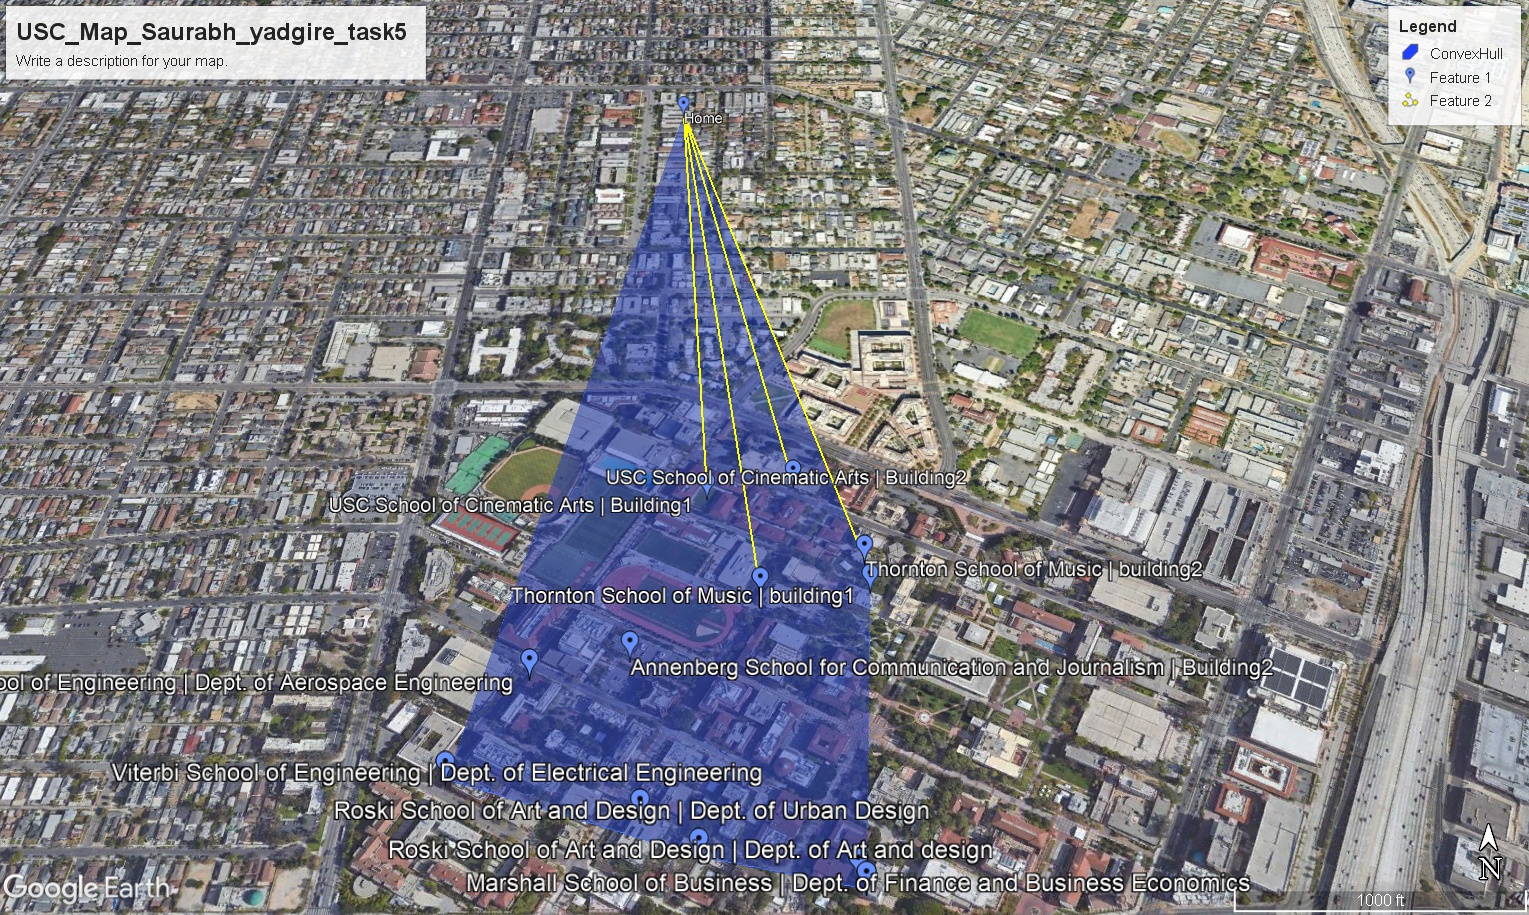 USC_Map_Saurabh_yadgire_task5
Write a description for your map.
Legend
ConvexHull
Feature 1
Feature 2
Home
USC School of Cinematic Arts | Building2
USC School of Cinematic Arts | Building1
Thornton School of Music | building2
Thornton School of Music | building1
Annenberg School for Communication and Journalism | Building2
ool of Engineering | Dept. of Aerospace Engineering
Viterbi School of Engineering | Dept. of Electrical Engineering
Roski School of Art and Design | Dept. of Urban Design
Roski School of Art and Design | Dept. of Art and design
Marshall School of Business | Dept. of Finance and Business Economics
Google Earth
N
1000 ft